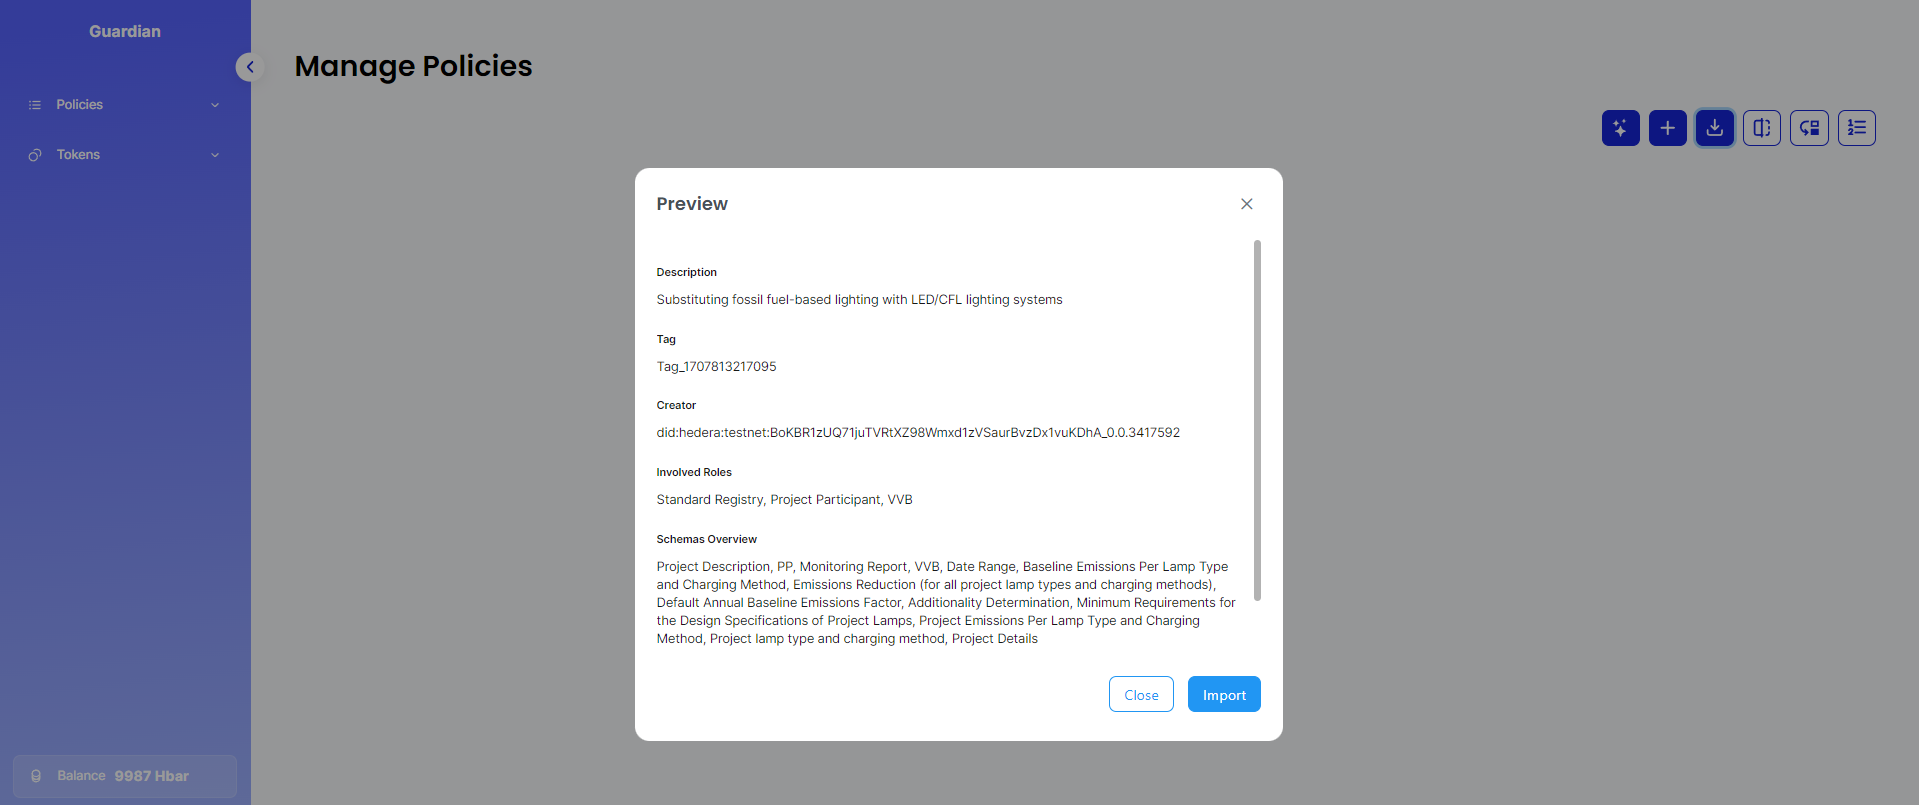 Guardian
Manage Policies
Policies
Tokens
Preview
Description
Substituting fossil fuel-based lighting with LED/CFL lighting systems
Tag
Tag_1707813217095
Creator
did:hedera:testnet:BoKBR1zUQ71juTVRtXZ98Wmxd1zVSaurBvzDx1vuKDhA_0.0.3417592
Involved Roles
Standard Registry, Project Participant, VVB
Schemas Overview
Project Description, PP, Monitoring Report, VVB, Date Range, Baseline Emissions Per Lamp Type
and Charging Method, Emissions Reduction (for all project lamp types and charging methods),
Default Annual Baseline Emissions Factor, Additionality Determination, Minimum Requirements for
the Design Specifications of Project Lamps, Project Emissions Per Lamp Type and Charging
Method, Project lamp type and charging method, Project Details
Close
Import
Balance 9987 Hbar